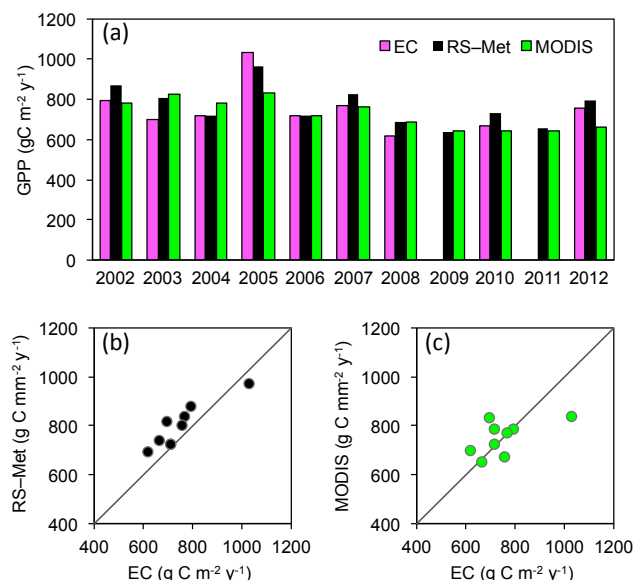 1200
(a)
EC
RS–Met
MODIS
1000
800
600
400
200
0
GPP (gC m-2 y-1)
2002 2003 2004 2005 2006 2007 2008 2009 2010 2011 2012
1200
(b)
1000
800
600
400
RS–Met (g C mm-2 y-1)
400 600 800 1000 1200
EC (g C m-2 y-1)
1200
(c)
1000
800
600
400
MODIS (g C mm-2 y-1)
400 600 800 1000 1200
EC (g C m-2 y-1)